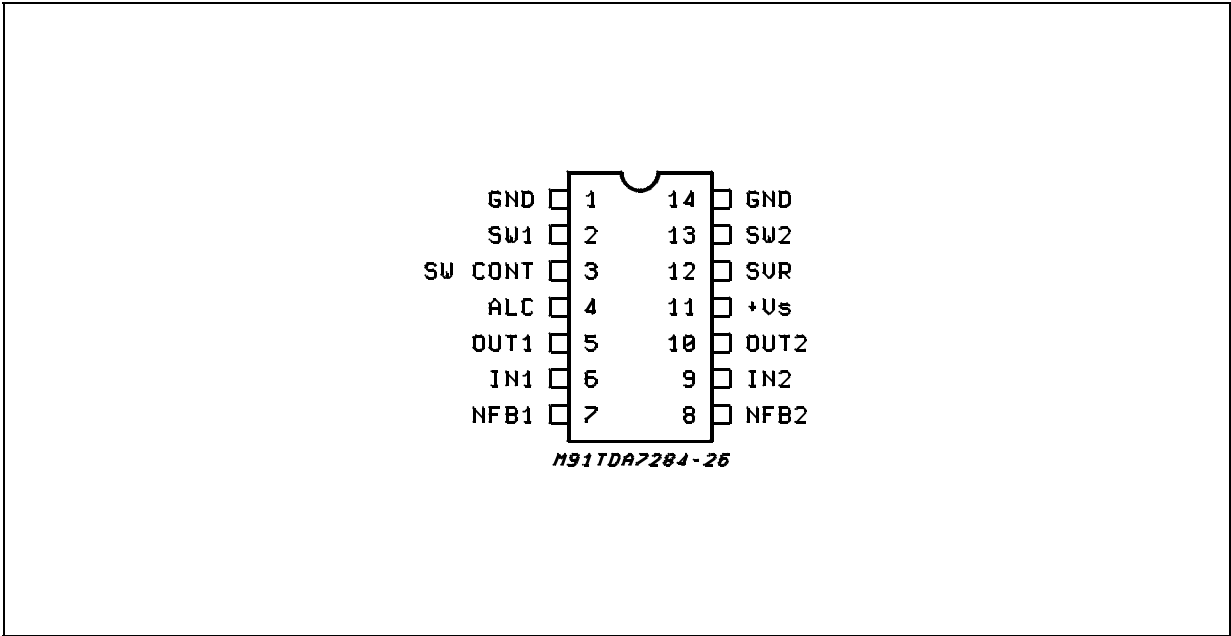 GND 1 14 GND
SW1 2 13 SW2
SW CONT 3 12 SVR
ALC 4 11 +Vs
OUT1 5 10 OUT2
IN1 6 9 IN2
NFB1 7 8 NFB2
M91TDA7284-26